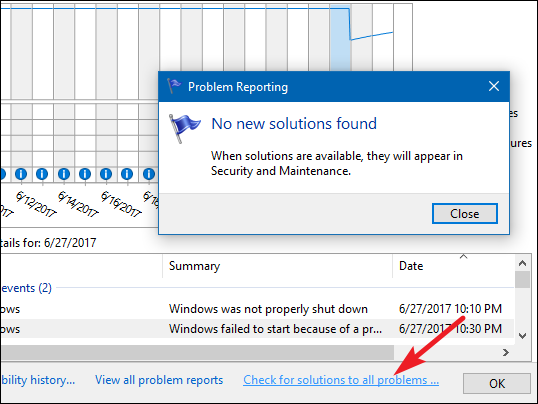 Problem Reporting
No new solutions found
When solutions are available, they will appear in
Security and Maintenance.
Close
es
ures
6/12/2017
6/14/2017
6/16/2017
tails for: 6/27/2017
Summary
Date
events (2)
ows
Windows was not properly shut down
6/27/2017 10:10 PM
ows
Windows failed to start because of a pr...
6/27/2017 10:30 PM
bility history...
View all problem reports
Check for solutions to all problems ...
OK